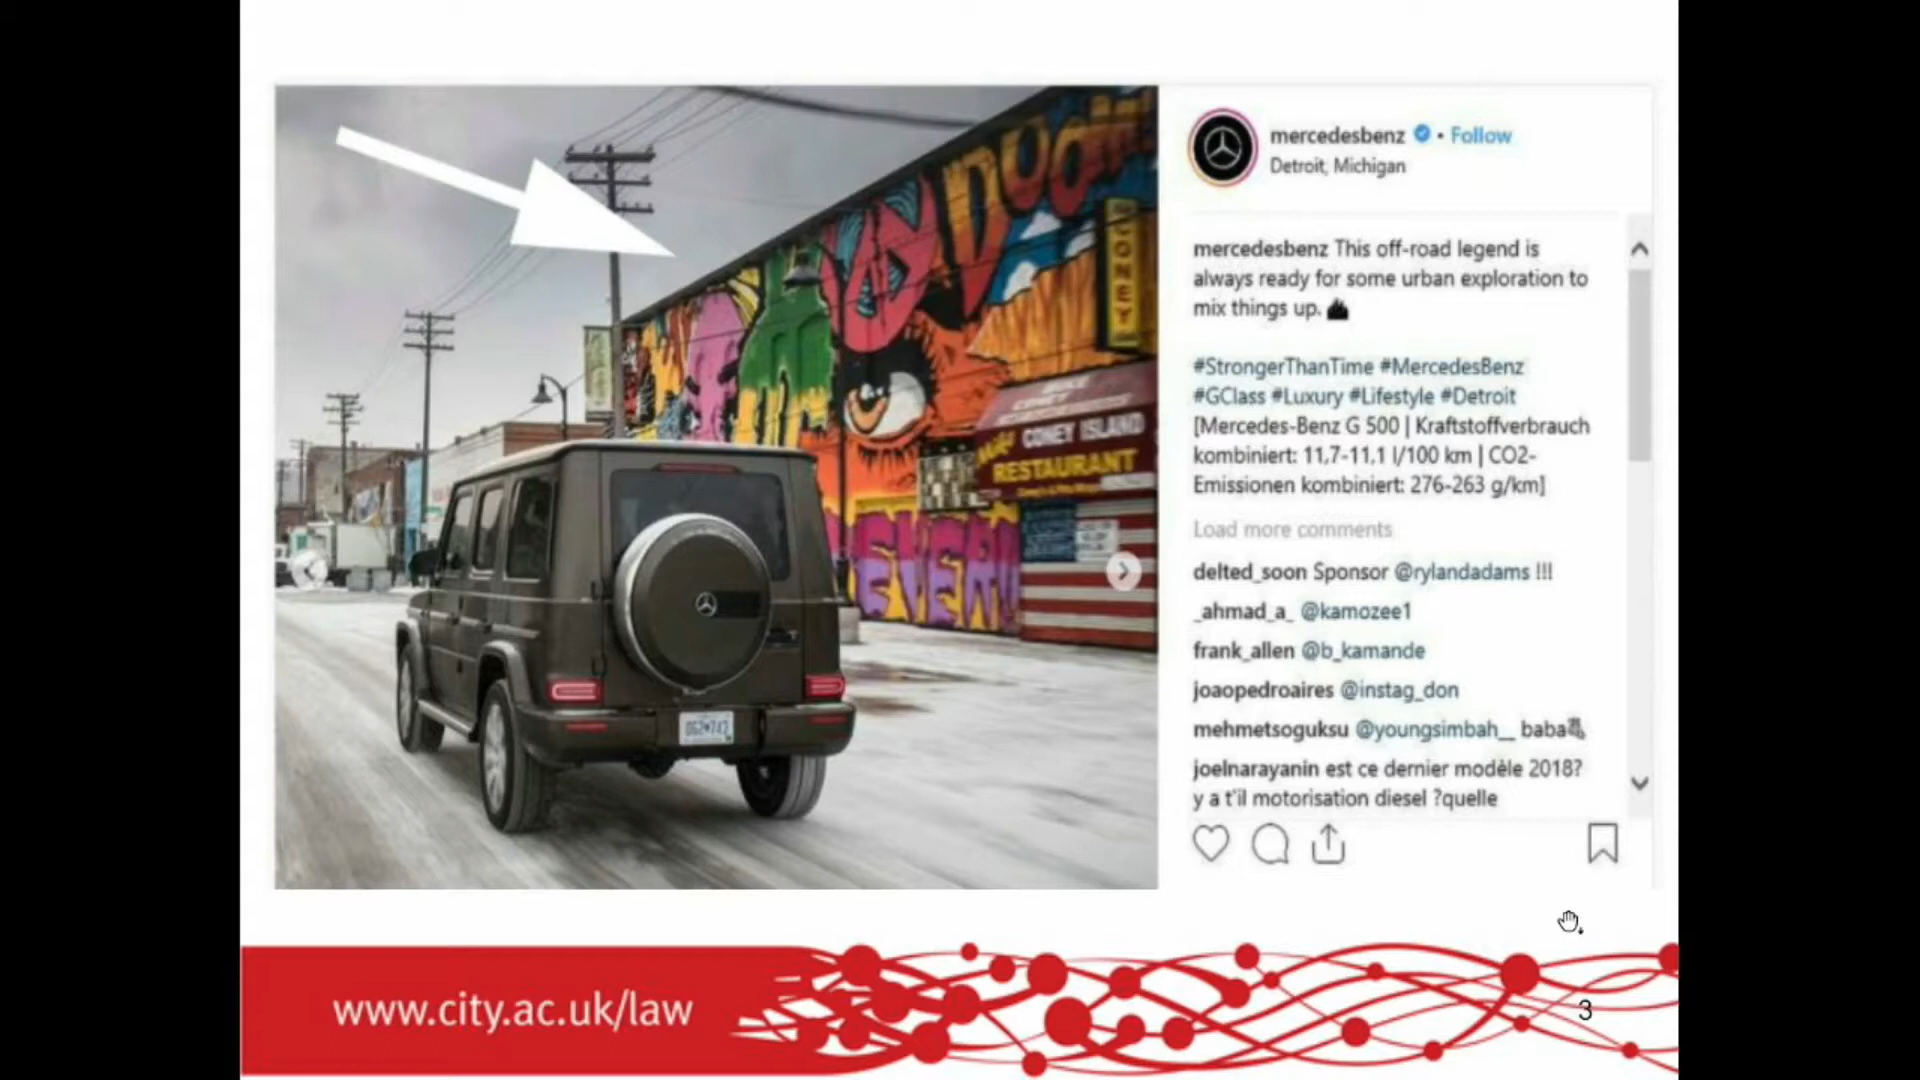 mercedesbenz • Follow
Detroit, Michigan
mercedesbenz This off-road legend is
always ready for some urban exploration to
mix things up.
#StrongerThanTime #MercedesBenz
#GClass #Luxury #Lifestyle #Detroit
[Mercedes-Benz G 500 | Kraftstoffverbrauch
kombiniert: 11,7-11,1 l/100 km | CO2-
Emissionen kombiniert: 276-263 g/km]
Load more comments
delted_soon Sponsor @rylandadams !!!
_ahmad_a_ @kamozee1
frank_allen @b_kamande
joaopedroaires @instag_don
mehmetsoguksu @youngsimbah__ baba
joelnarayanin est ce dernier modèle 2018?
y a t'il motorisation diesel ?quelle
CONEY
CONEY ISLAND
RESTAURANT
www.city.ac.uk/law
3